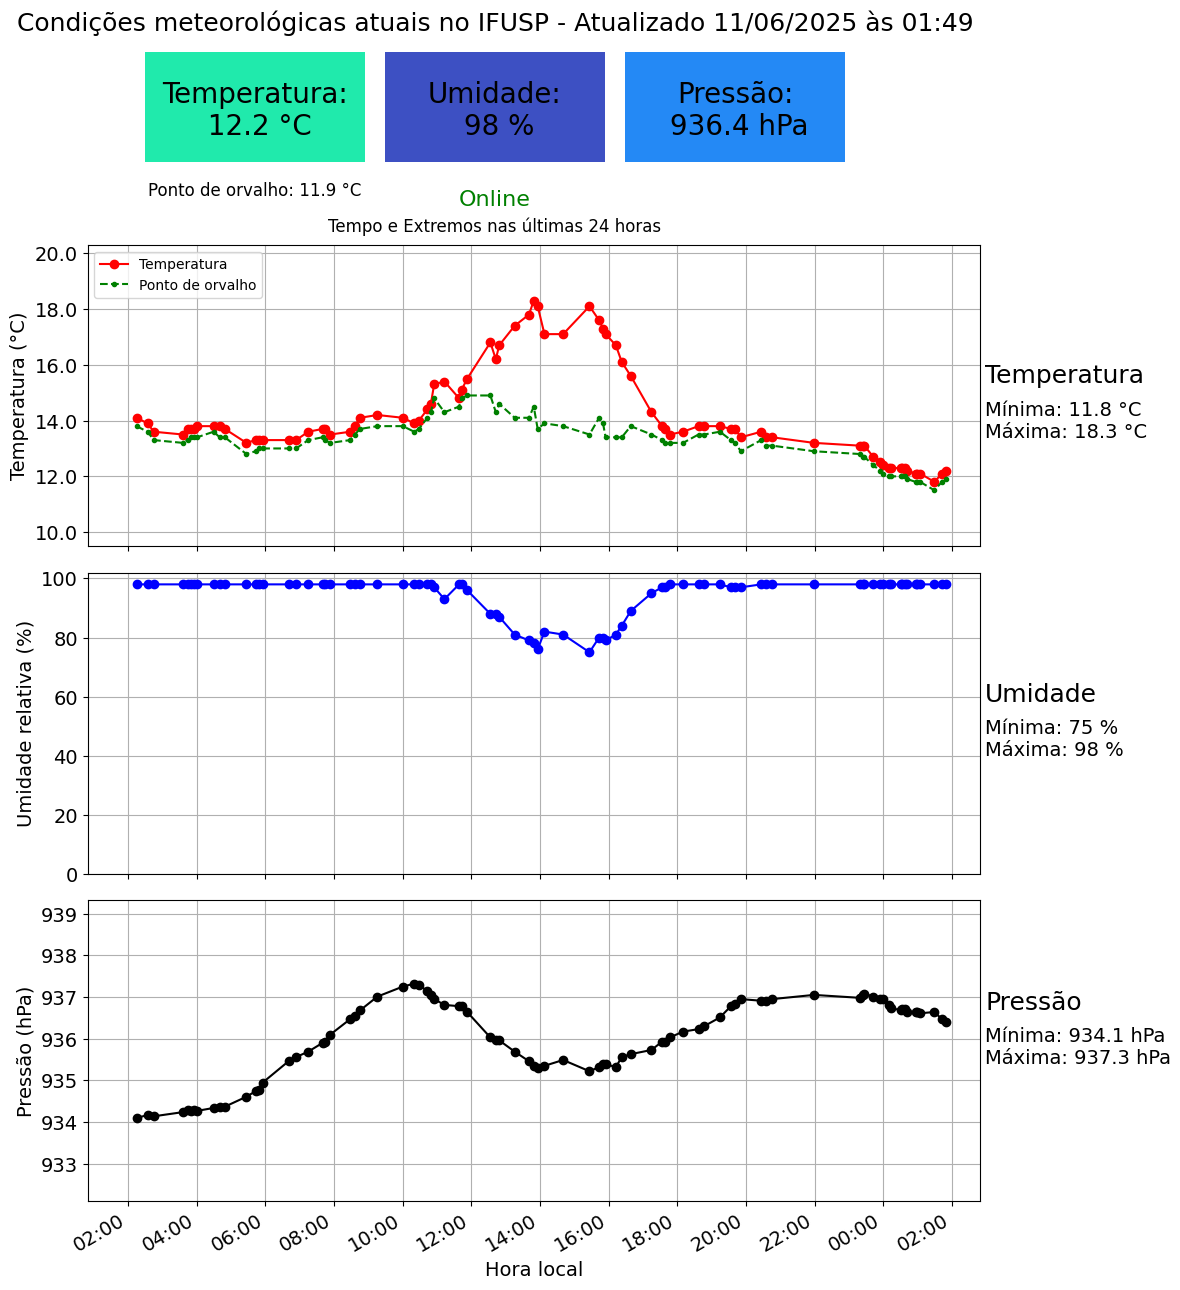 Condições meteorológicas atuais no IFUSP - Atualizado 11/06/2025 às 01:49
Temperatura:
12.2 °C
Umidade:
98 %
Pressão:
936.4 hPa
Ponto de orvalho: 11.9 °C
Online
Tempo e Extremos nas últimas 24 horas
Temperatura (°C)
20.0
18.0
16.0
14.0
12.0
10.0
Temperatura
Ponto de orvalho
Temperatura
Mínima: 11.8 °C
Máxima: 18.3 °C
Umidade relativa (%)
100
80
60
40
20
0
Umidade
Mínima: 75 %
Máxima: 98 %
Pressão (hPa)
939
938
937
936
935
934
933
Pressão
Mínima: 934.1 hPa
Máxima: 937.3 hPa
02:00
04:00
06:00
08:00
10:00
12:00
14:00
16:00
18:00
20:00
22:00
00:00
02:00
Hora local